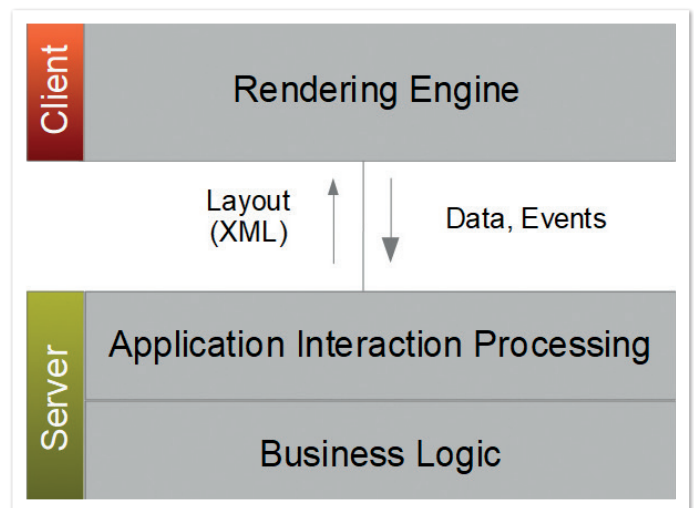 Client
Rendering Engine
Layout
(XML)
Data, Events
Server
Application Interaction Processing
Business Logic